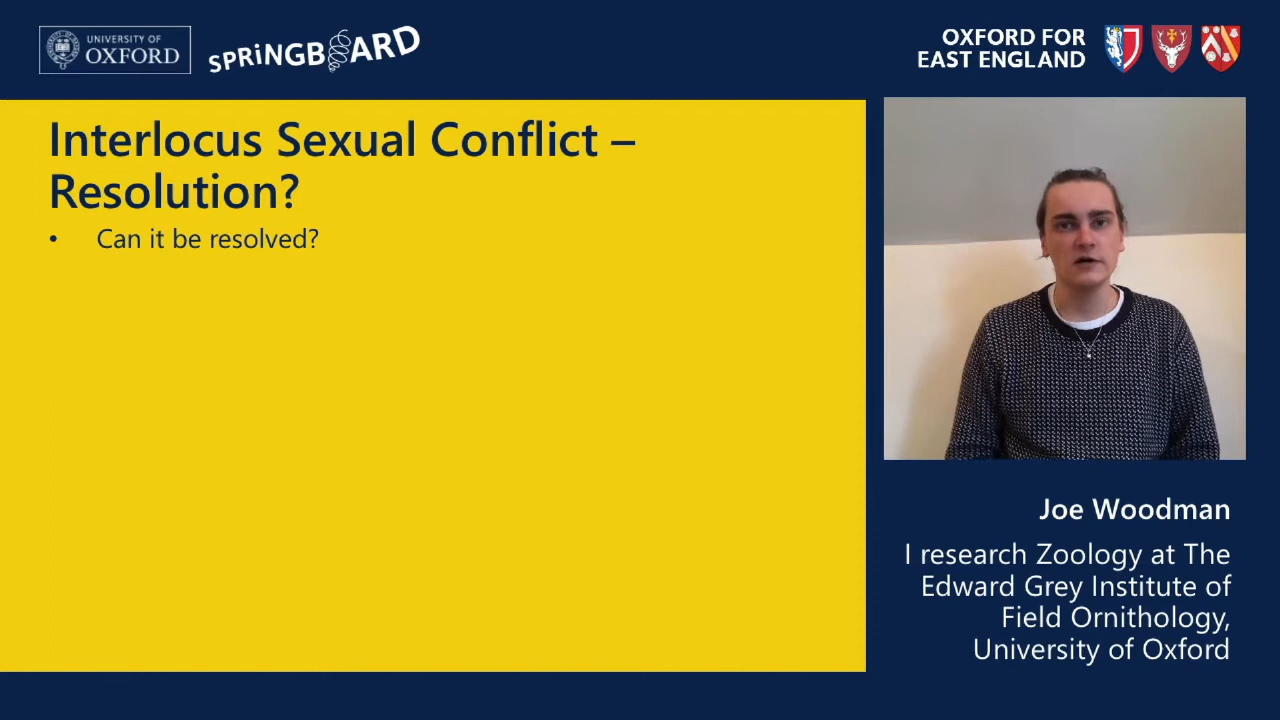 UNIVERSITY OF
OXFORD
SPRiNGBOARD
OXFORD FOR
EAST ENGLAND
Interlocus Sexual Conflict –
Resolution?
• Can it be resolved?
Joe Woodman
I research Zoology at The
Edward Grey Institute of
Field Ornithology,
University of Oxford